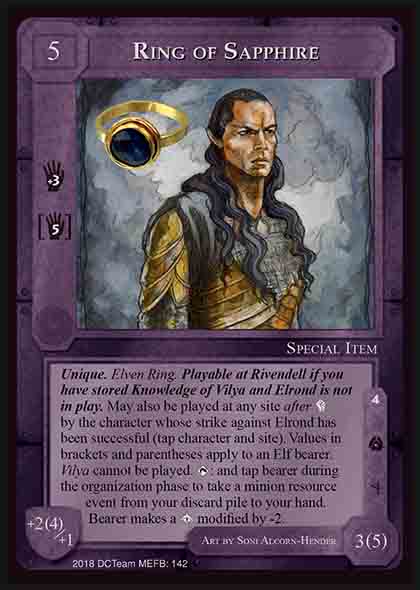 5
RING OF SAPPHIRE
+3
[5]
SPECIAL ITEM
Unique. Elven Ring. Playable at Rivendell if you
have stored Knowledge of Vilya and Elrond is not
in play. May also be played at any site after
by the character whose strike against Elrond has
been successful (tap character and site). Values in
brackets and parentheses apply to an Elf bearer.
Vilya cannot be played. : and tap bearer during
the organization phase to take a minion resource
event from your discard pile to your hand.
Bearer makes a modified by -2.
4
+2(4)
+1
ART BY SONI ALCORN-HENDER
3(5)
2018 DCTeam MEFB: 142